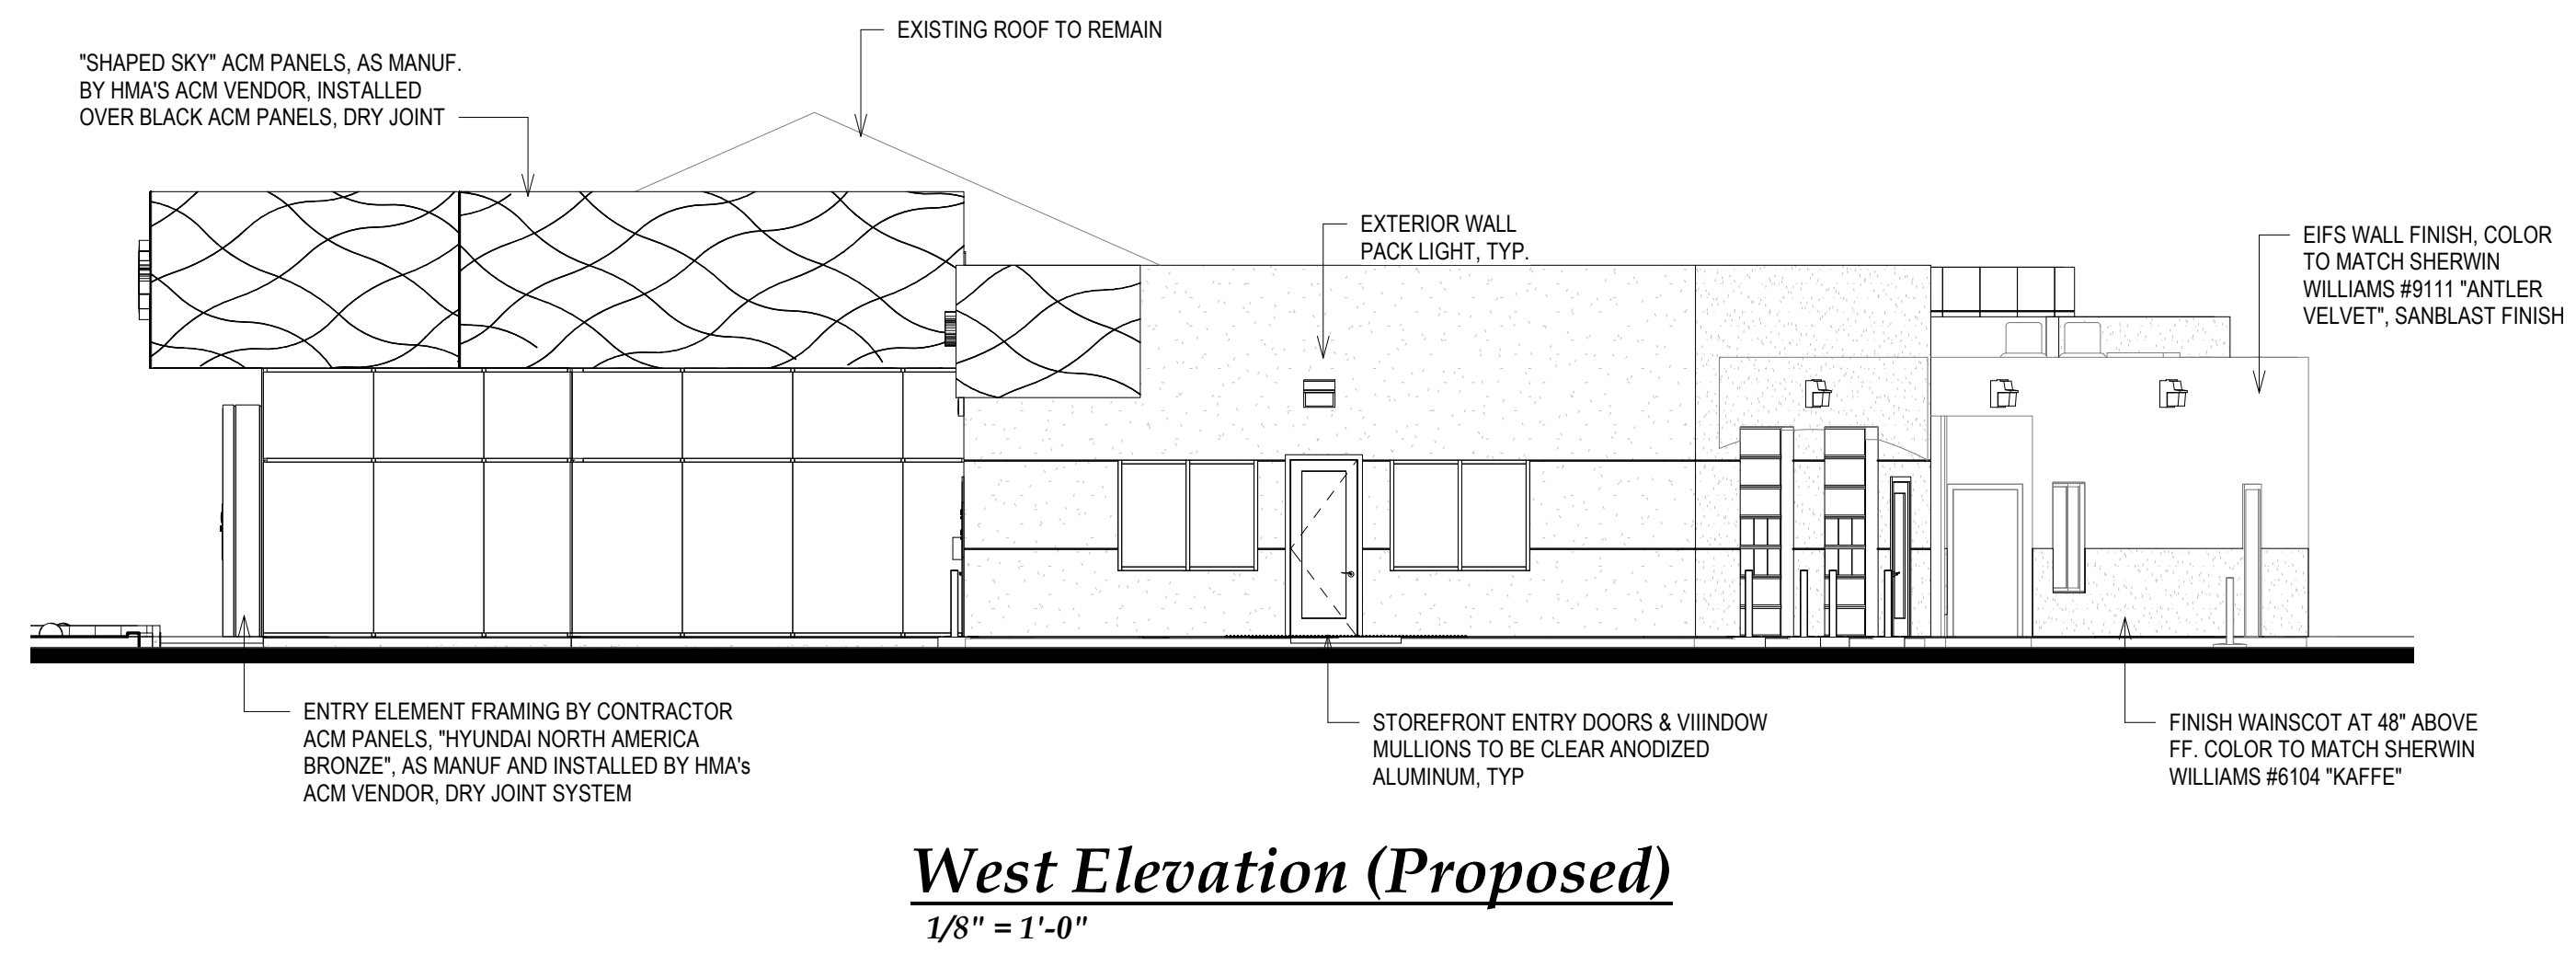 EXISTING ROOF TO REMAIN
"SHAPED SKY" ACM PANELS, AS MANUF.
BY HMA'S ACM VENDOR, INSTALLED
OVER BLACK ACM PANELS, DRY JOINT
EXTERIOR WALL
PACK LIGHT, TYP.
EIFS WALL FINISH, COLOR
TO MATCH SHERWIN
WILLIAMS #9111 "ANTLER
VELVET", SANBLAST FINISH
ENTRY ELEMENT FRAMING BY CONTRACTOR
ACM PANELS, "HYUNDAI NORTH AMERICA
BRONZE", AS MANUF AND INSTALLED BY HMA's
ACM VENDOR, DRY JOINT SYSTEM
STOREFRONT ENTRY DOORS & VIIINDOW
MULLIONS TO BE CLEAR ANODIZED
ALUMINUM, TYP
FINISH WAINSCOT AT 48" ABOVE
FF. COLOR TO MATCH SHERWIN
WILLIAMS #6104 "KAFFE"
West Elevation (Proposed)
1/8" = 1'-0"